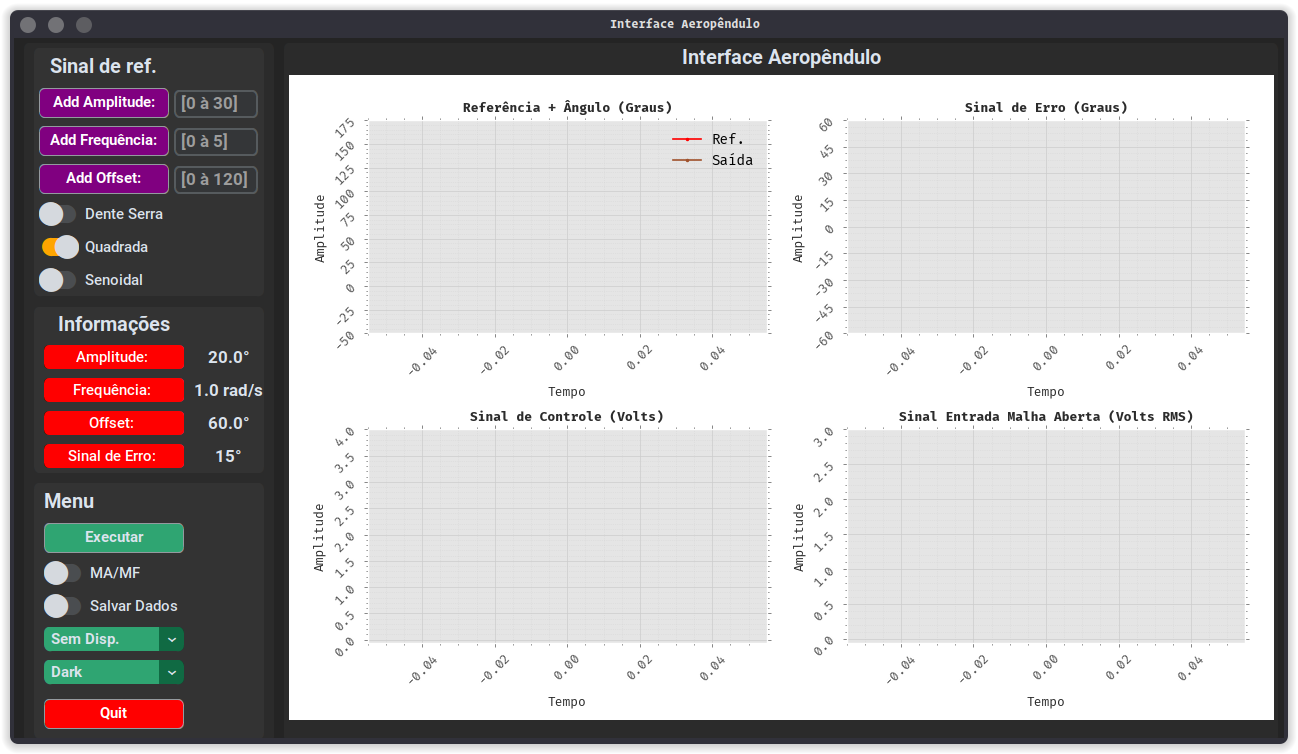 Interface Aeropêndulo
Sinal de ref.
Add Amplitude: [0 à 30]
Add Frequência: [0 à 5]
Add Offset: [0 à 120]
Dente Serra
Quadrada
Senoidal
Informações
Amplitude: 20.0°
Frequência: 1.0 rad/s
Offset: 60.0°
Sinal de Erro: 15°
Menu
Executar
MA/MF
Salvar Dados
Sem Disp.
Dark
Quit
Interface Aeropêndulo
Referência + Ângulo (Graus)
Ref.
Saída
Amplitude
175
150
125
100
75
50
25
0
-25
-50
-0.04 -0.02 0.00 0.02 0.04
Tempo
Sinal de Erro (Graus)
Amplitude
60
45
30
15
0
-15
-30
-45
-60
-0.04 -0.02 0.00 0.02 0.04
Tempo
Sinal de Controle (Volts)
Amplitude
4.0
3.5
3.0
2.5
2.0
1.5
1.0
0.5
0.0
-0.04 -0.02 0.00 0.02 0.04
Tempo
Sinal Entrada Malha Aberta (Volts RMS)
Amplitude
3.0
2.5
2.0
1.5
1.0
0.5
0.0
-0.04 -0.02 0.00 0.02 0.04
Tempo